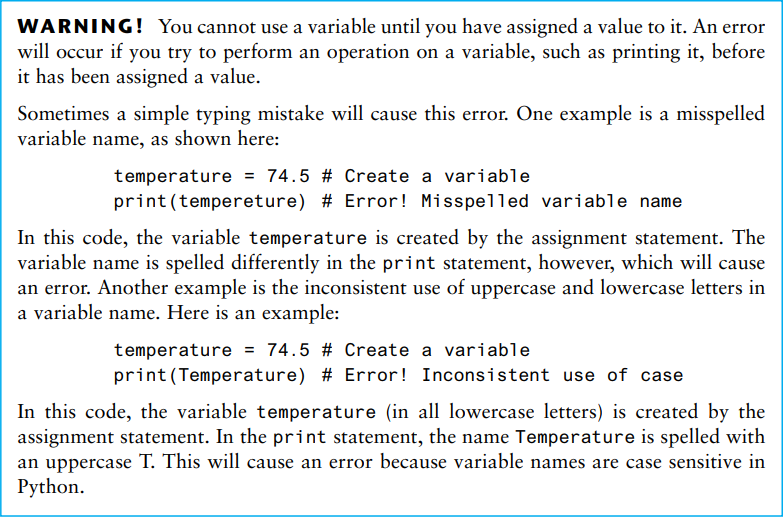 WARNING! You cannot use a variable until you have assigned a value to it. An error
will occur if you try to perform an operation on a variable, such as printing it, before
it has been assigned a value.
Sometimes a simple typing mistake will cause this error. One example is a misspelled
variable name, as shown here:
temperature = 74.5 # Create a variable
print(tempereture) # Error! Misspelled variable name
In this code, the variable temperature is created by the assignment statement. The
variable name is spelled differently in the print statement, however, which will cause
an error. Another example is the inconsistent use of uppercase and lowercase letters in
a variable name. Here is an example:
temperature = 74.5 # Create a variable
print(Temperature) # Error! Inconsistent use of case
In this code, the variable temperature (in all lowercase letters) is created by the
assignment statement. In the print statement, the name Temperature is spelled with
an uppercase T. This will cause an error because variable names are case sensitive in
Python.